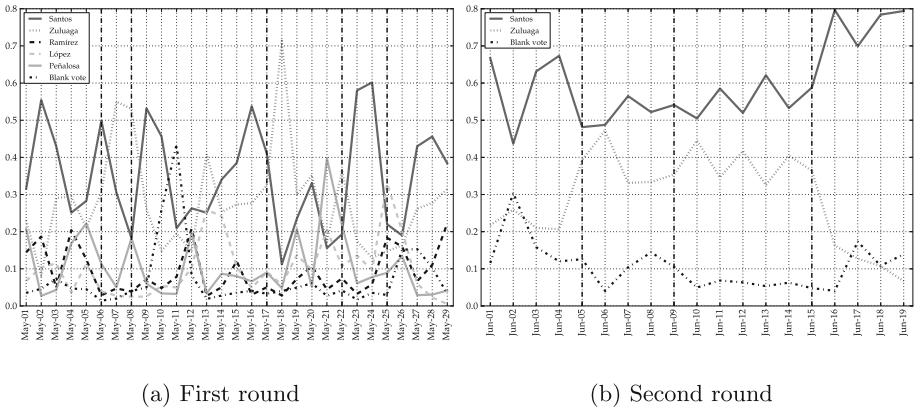 0.8
0.7
0.6
0.5
0.4
0.3
0.2
0.1
0.0
Santos
Zuluaga
Ramírez
López
Peñalosa
Blank vote
May-01
May-02
May-03
May-04
May-05
May-06
May-07
May-08
May-09
May-10
May-11
May-12
May-13
May-14
May-15
May-16
May-17
May-18
May-19
May-20
May-21
May-22
May-23
May-24
May-25
May-26
May-27
May-28
May-29
(a) First round
0.8
0.7
0.6
0.5
0.4
0.3
0.2
0.1
0.0
Santos
Zuluaga
Blank vote
Jun-01
Jun-02
Jun-03
Jun-04
Jun-05
Jun-06
Jun-07
Jun-08
Jun-09
Jun-10
Jun-11
Jun-12
Jun-13
Jun-14
Jun-15
Jun-16
Jun-17
Jun-18
Jun-19
(b) Second round